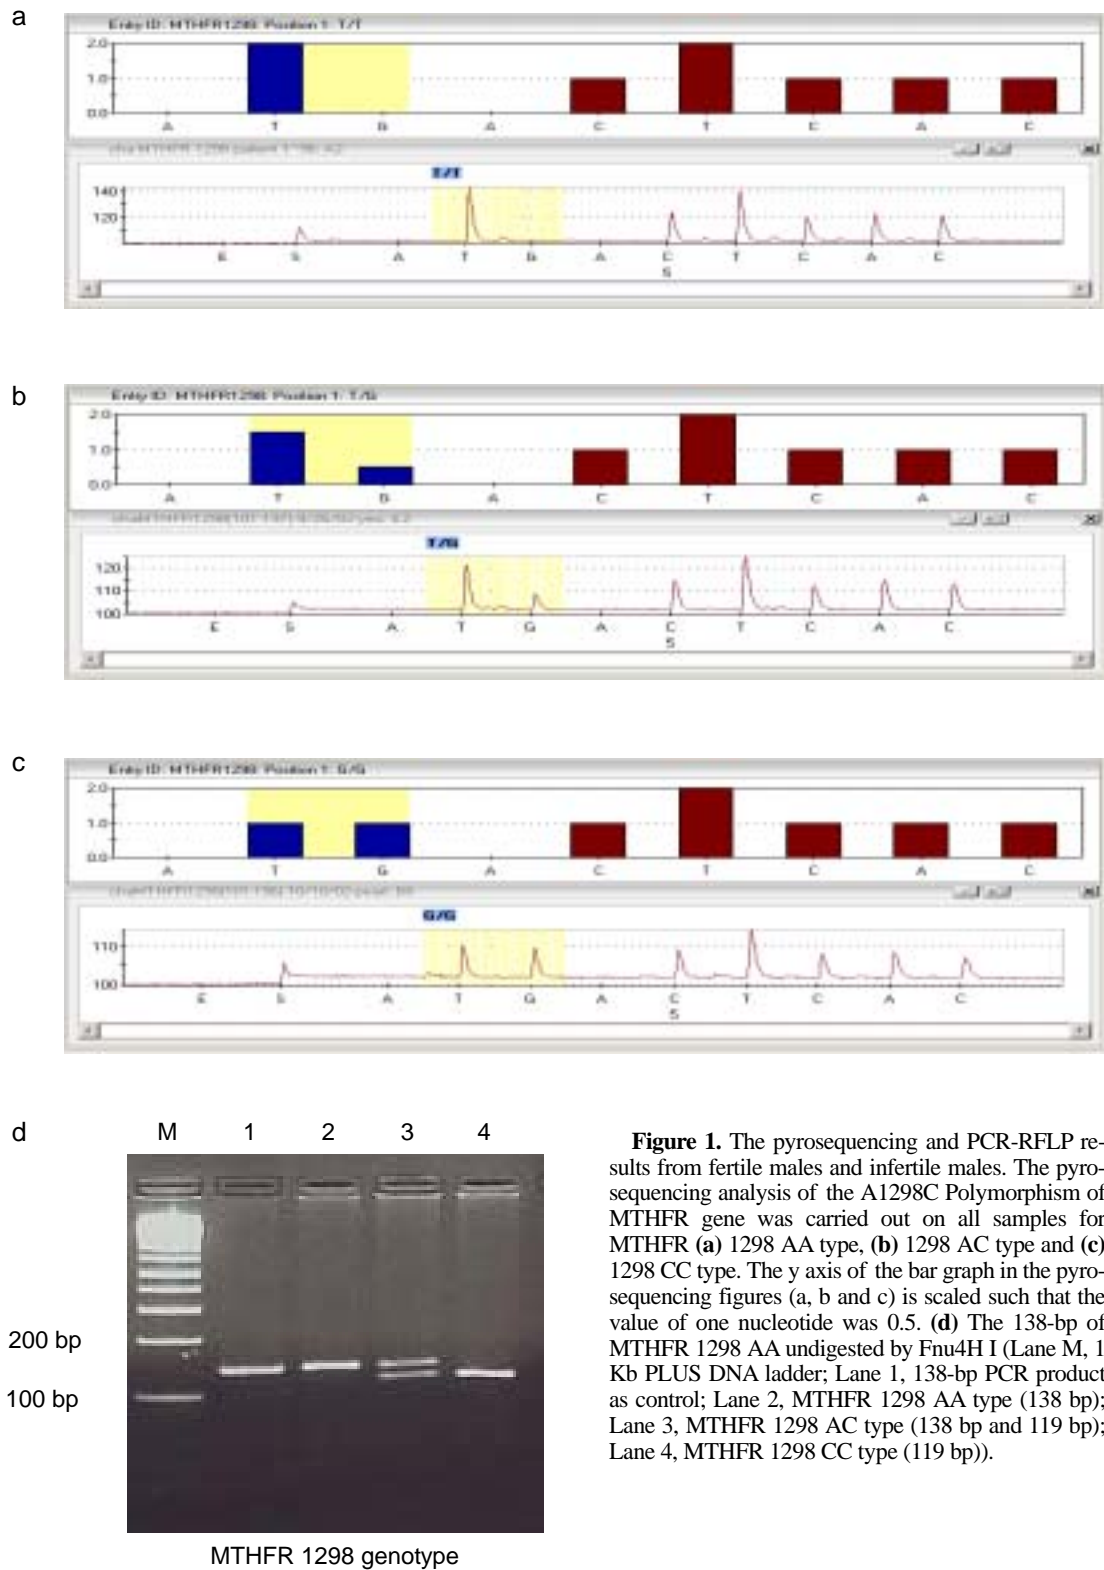 a
Entry ID: MTHFR1298: Position 1: T/T
2.0
1.0
0.0
A T G A C T C A C
T/T
140
120
E S A T G A C T C A C
S
b
Entry ID: MTHFR1298: Position 1: T/G
2.0
1.0
0.0
A T G A C T C A C
T/G
120
110
100
E S A T G A C T C A C
S
c
Entry ID: MTHFR1298: Position 1: G/G
2.0
1.0
0.0
A T G A C T C A C
G/G
110
100
E S A T G A C T C A C
S
d
M 1 2 3 4
200 bp
100 bp
MTHFR 1298 genotype
Figure 1. The pyrosequencing and PCR-RFLP re-
sults from fertile males and infertile males. The pyro-
sequencing analysis of the A1298C Polymorphism of
MTHFR gene was carried out on all samples for
MTHFR (a) 1298 AA type, (b) 1298 AC type and (c)
1298 CC type. The y axis of the bar graph in the pyro-
sequencing figures (a, b and c) is scaled such that the
value of one nucleotide was 0.5. (d) The 138-bp of
MTHFR 1298 AA undigested by Fnu4H I (Lane M, 1
Kb PLUS DNA ladder; Lane 1, 138-bp PCR product
as control; Lane 2, MTHFR 1298 AA type (138 bp);
Lane 3, MTHFR 1298 AC type (138 bp and 119 bp);
Lane 4, MTHFR 1298 CC type (119 bp)).